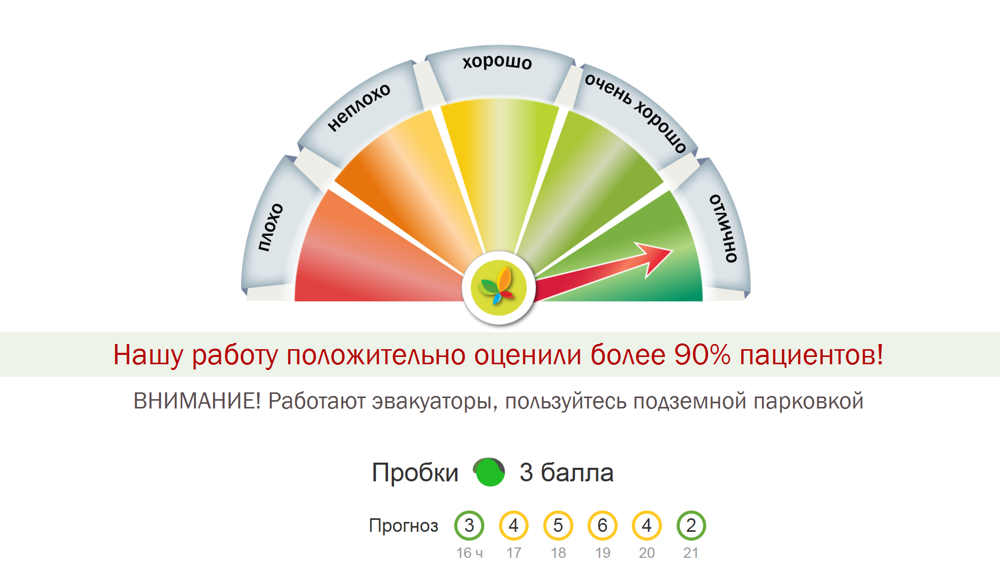 плохо
неплохо
хорошо
очень хорошо
отлично
Нашу работу положительно оценили более 90% пациентов!
ВНИМАНИЕ! Работают эвакуаторы, пользуйтесь подземной парковкой
Пробки 3 балла
Прогноз 3 4 5 6 4 2
16 ч 17 18 19 20 21